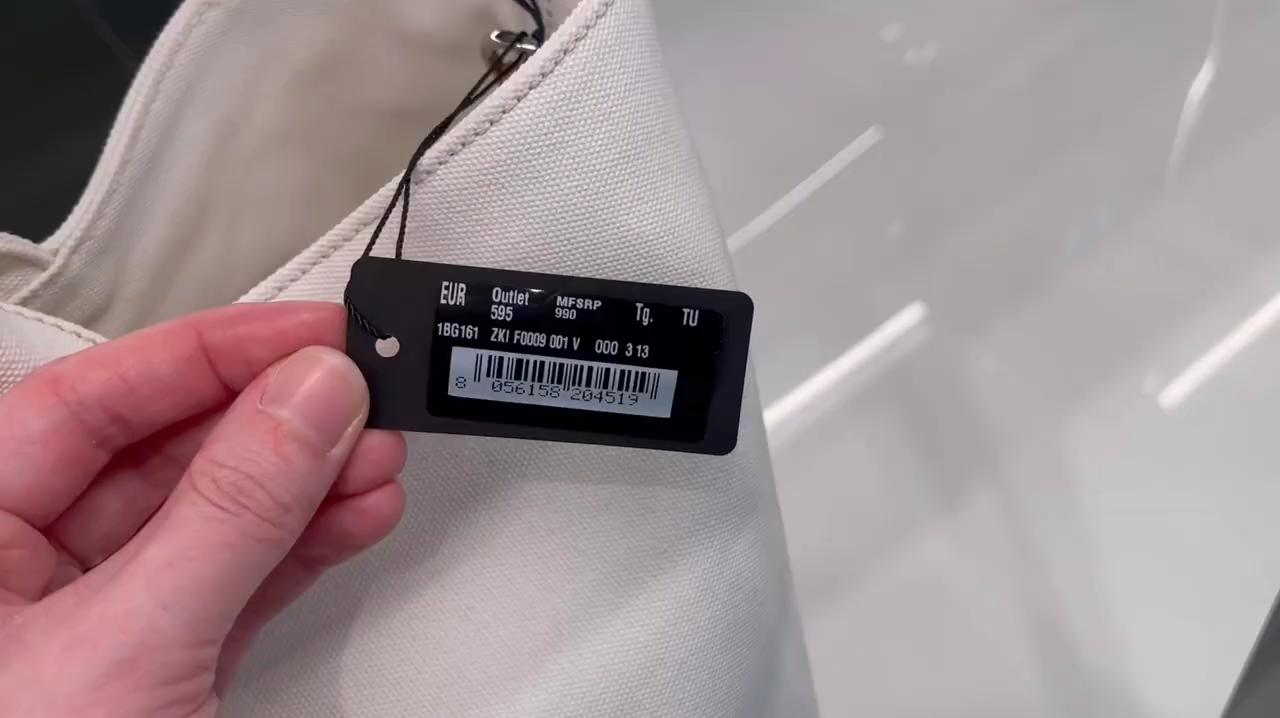 EUR Outlet MFSRP Tg. TU
595 990
1BG161 ZKI F0009 001 V 000 3 13
8 056158 204519